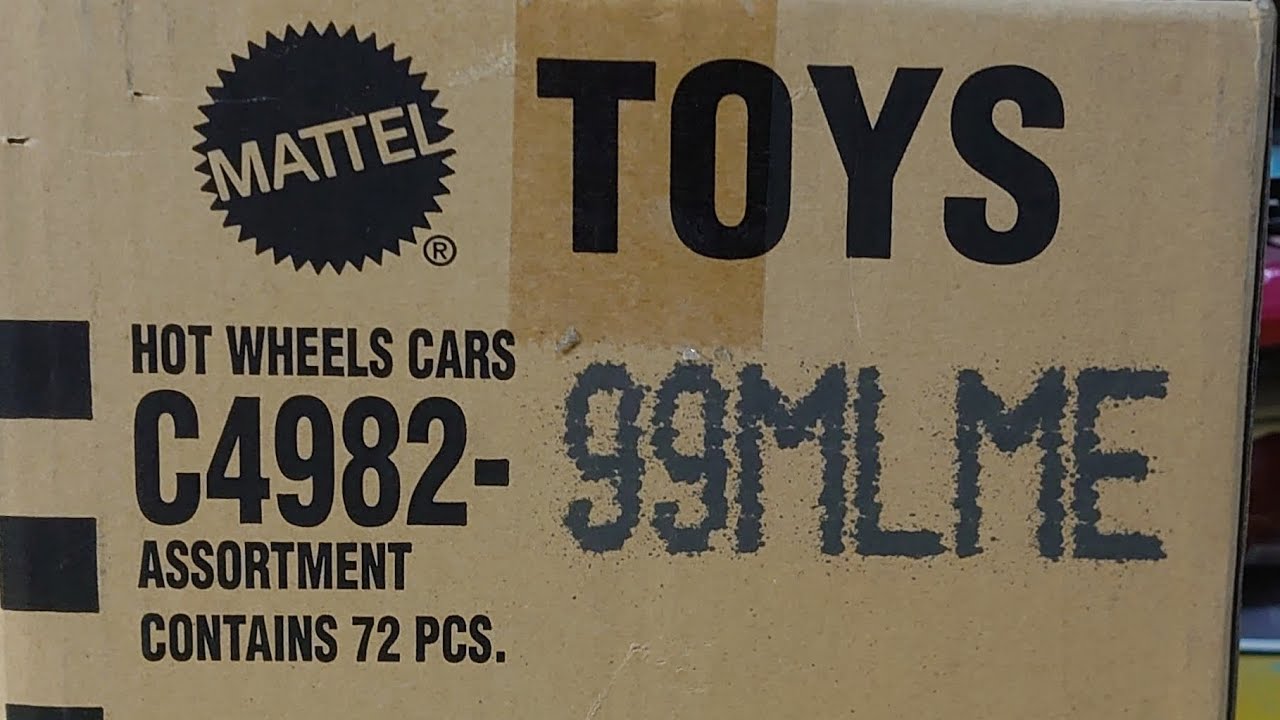 MATTEL ® TOYS
HOT WHEELS CARS
C4982-99MLME
ASSORTMENT
CONTAINS 72 PCS.